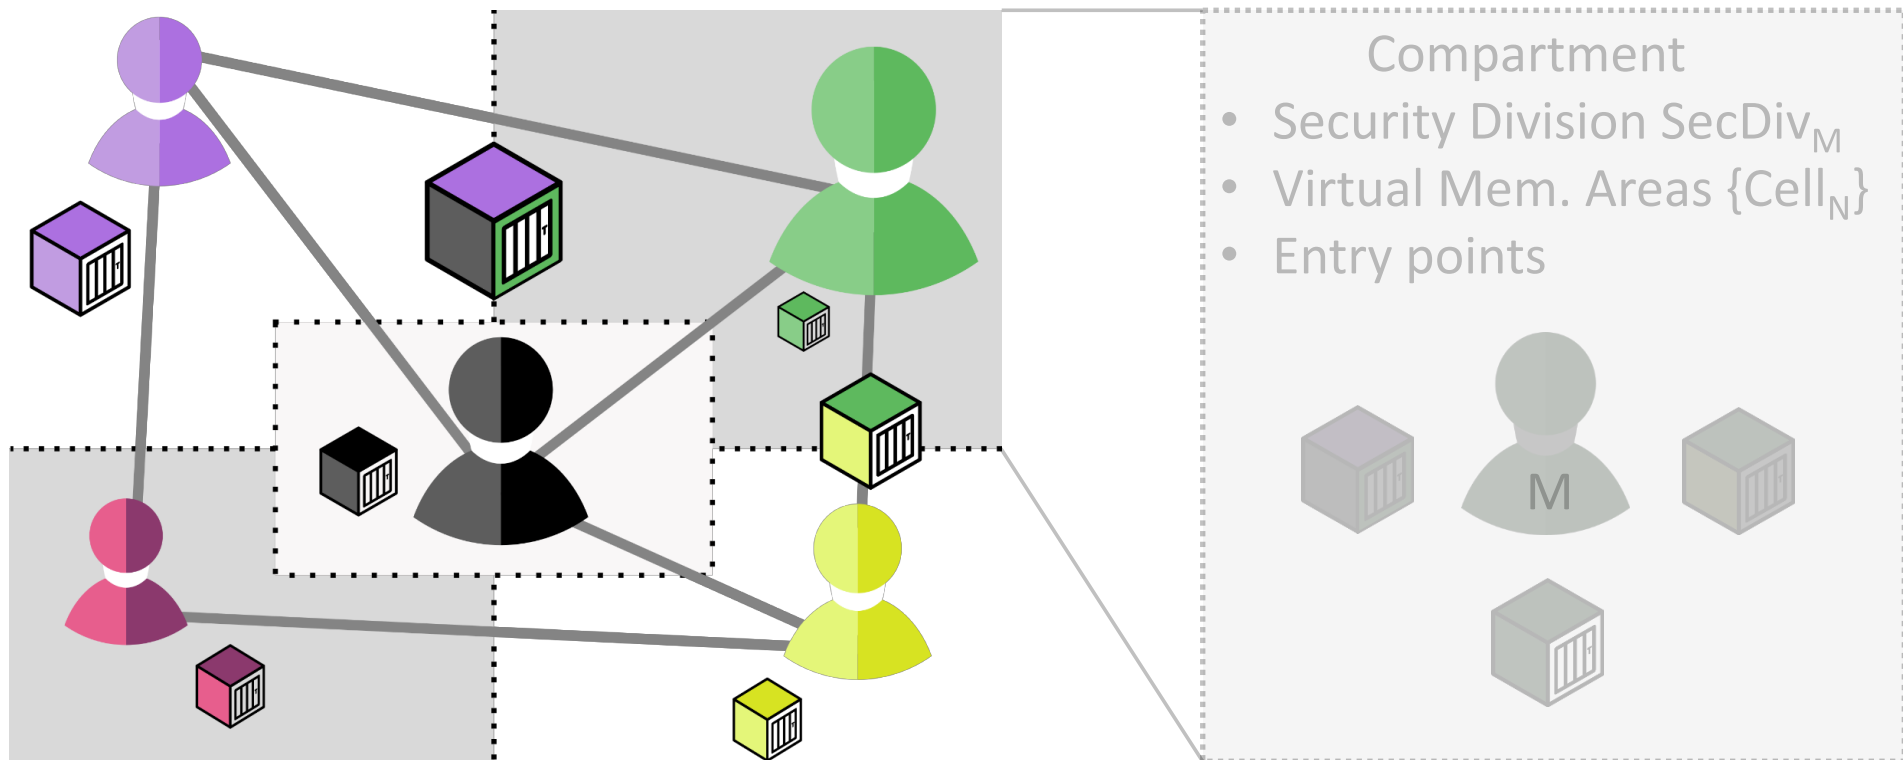 Compartment
• Security Division SecDivM
• Virtual Mem. Areas {CellN}
• Entry points
M